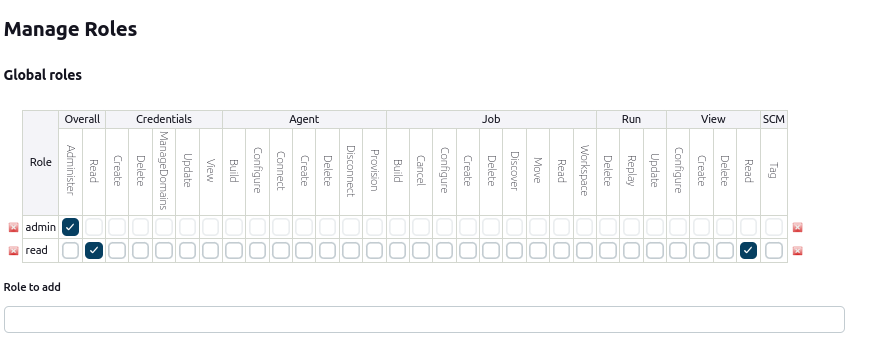 Manage Roles
Global roles
Role Overall Credentials Agent Job Run View SCM
Administer Read Create Delete ManageDomains Update View Build Configure Connect Create Delete Disconnect Provision Build Cancel Configure Create Delete Discover Move Read Workspace Delete Replay Update Configure Create Delete Read Tag
admin
read
Role to add